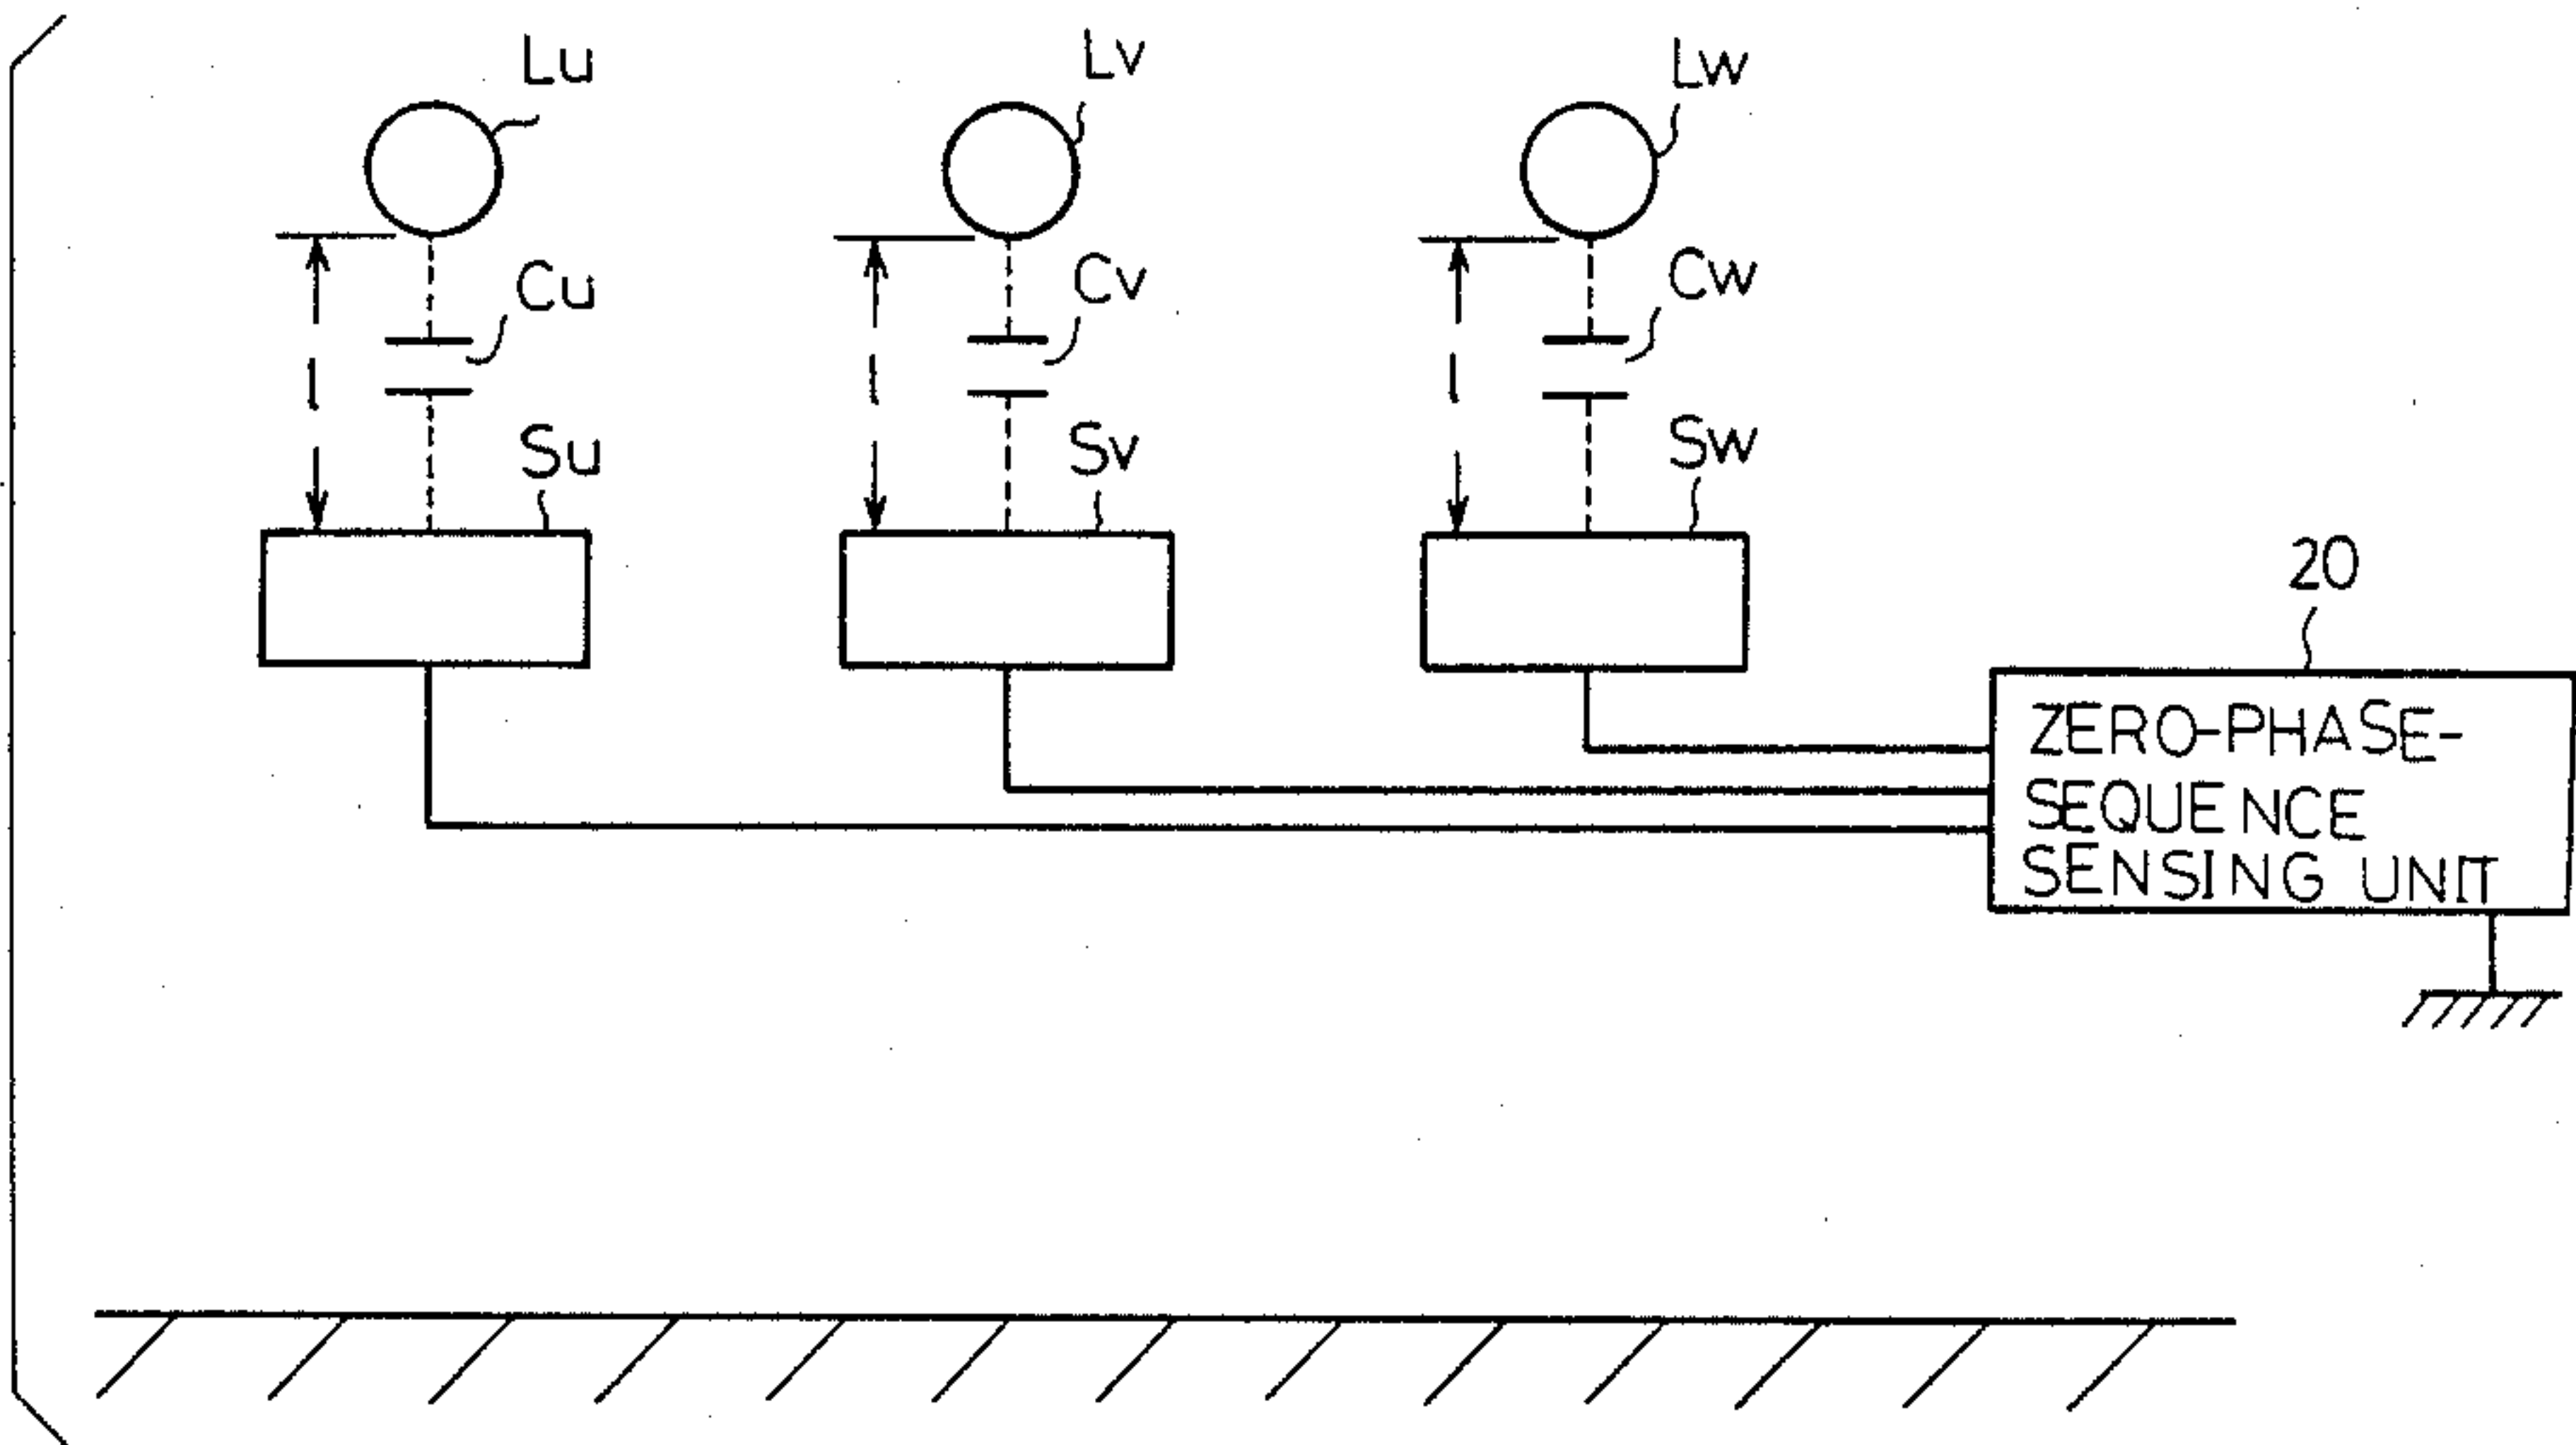 Lu
Lv
Lw
Cu
Cv
Cw
Su
Sv
Sw
20
ZERO-PHASE-
SEQUENCE
SENSING UNIT